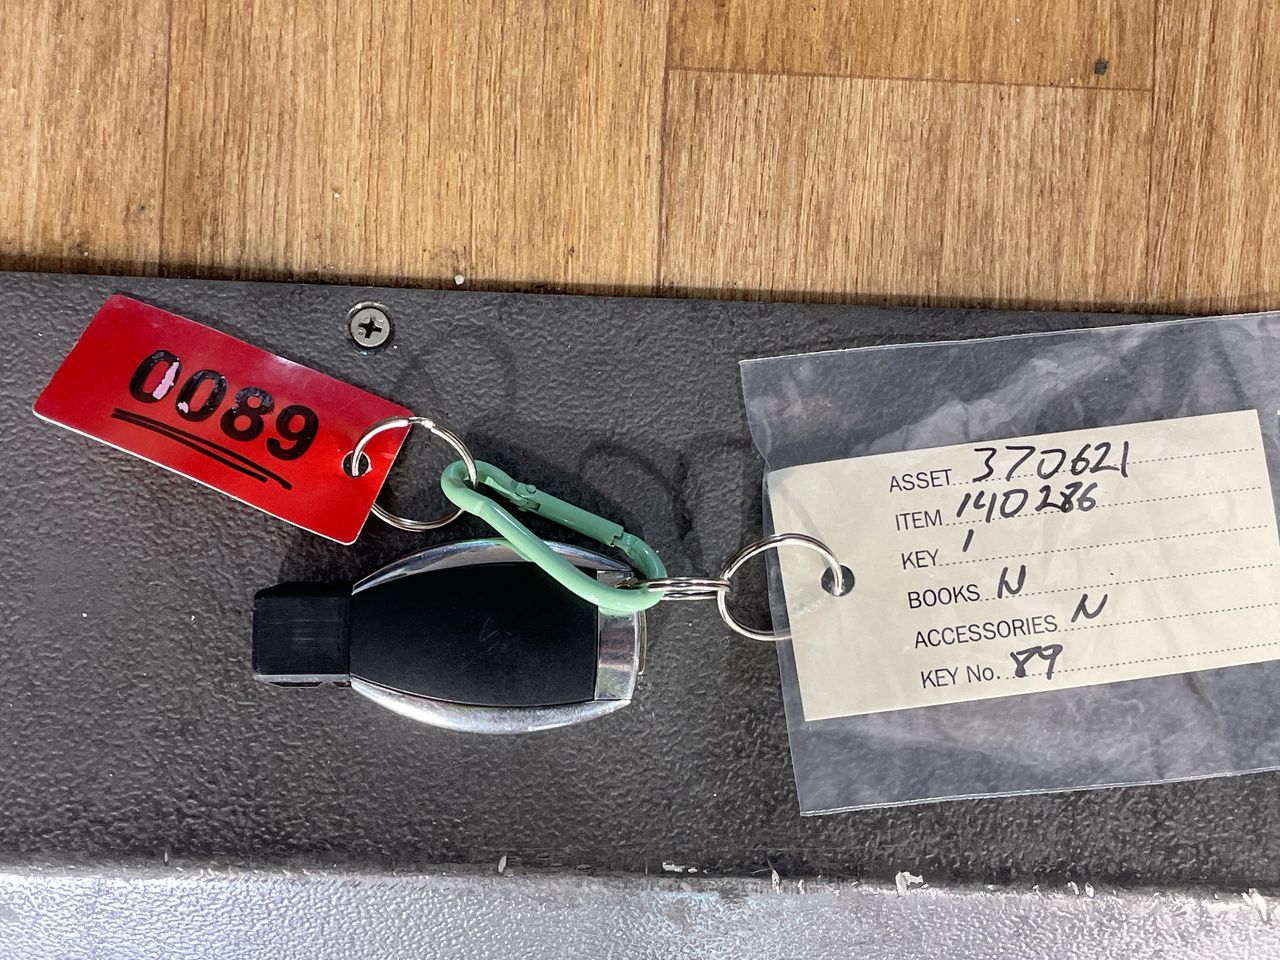 0089
ASSET 370621
ITEM 140286
KEY 1
BOOKS N
ACCESSORIES N
KEY No. 89